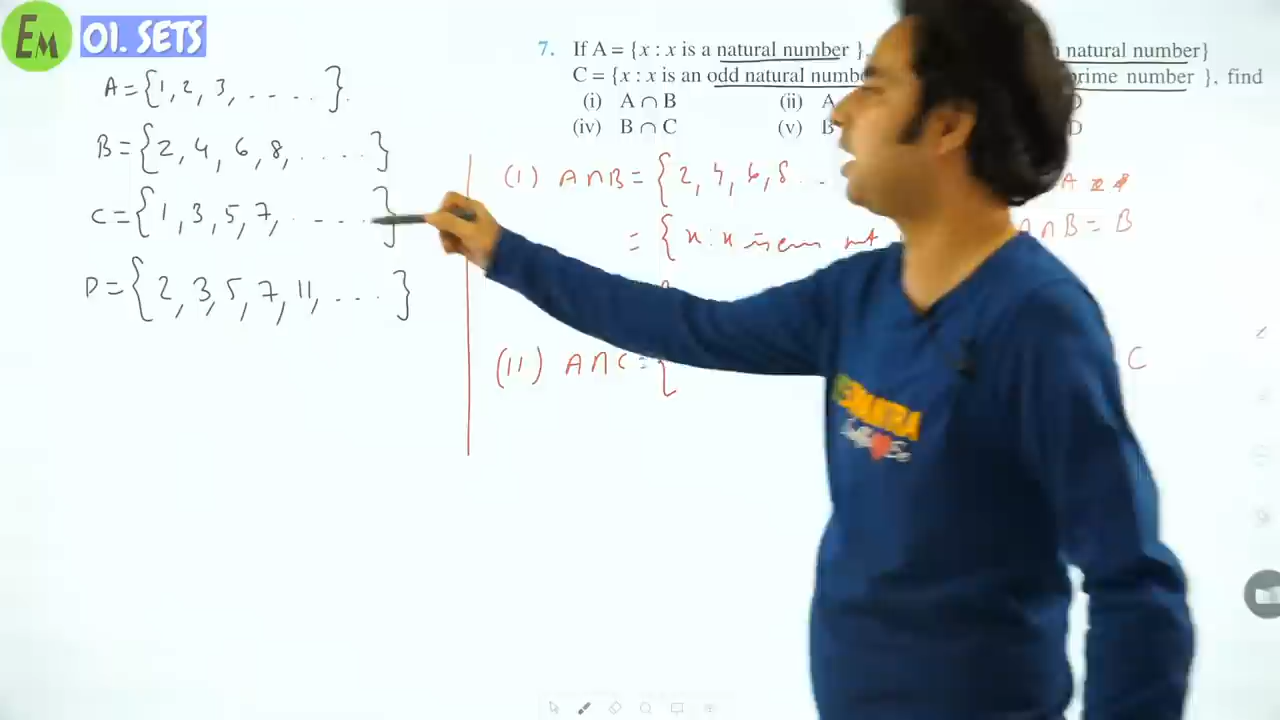 EM 01. SETS
7. If A = {x : x is a natural number }, n natural number}
C = {x : x is an odd natural numbe prime number }, find
(i) A ∩ B (ii) A D
(iv) B ∩ C (v) B D
A = {1, 2, 3, ..... }.
B = {2, 4, 6, 8, ..... }
C = {1, 3, 5, 7, ..... }
D = {2, 3, 5, 7, 11, .... }
(I) A∩B = {2, 4, 6, 8 ...
= {x : x is
A∩B = B
(II) A∩C = {
C